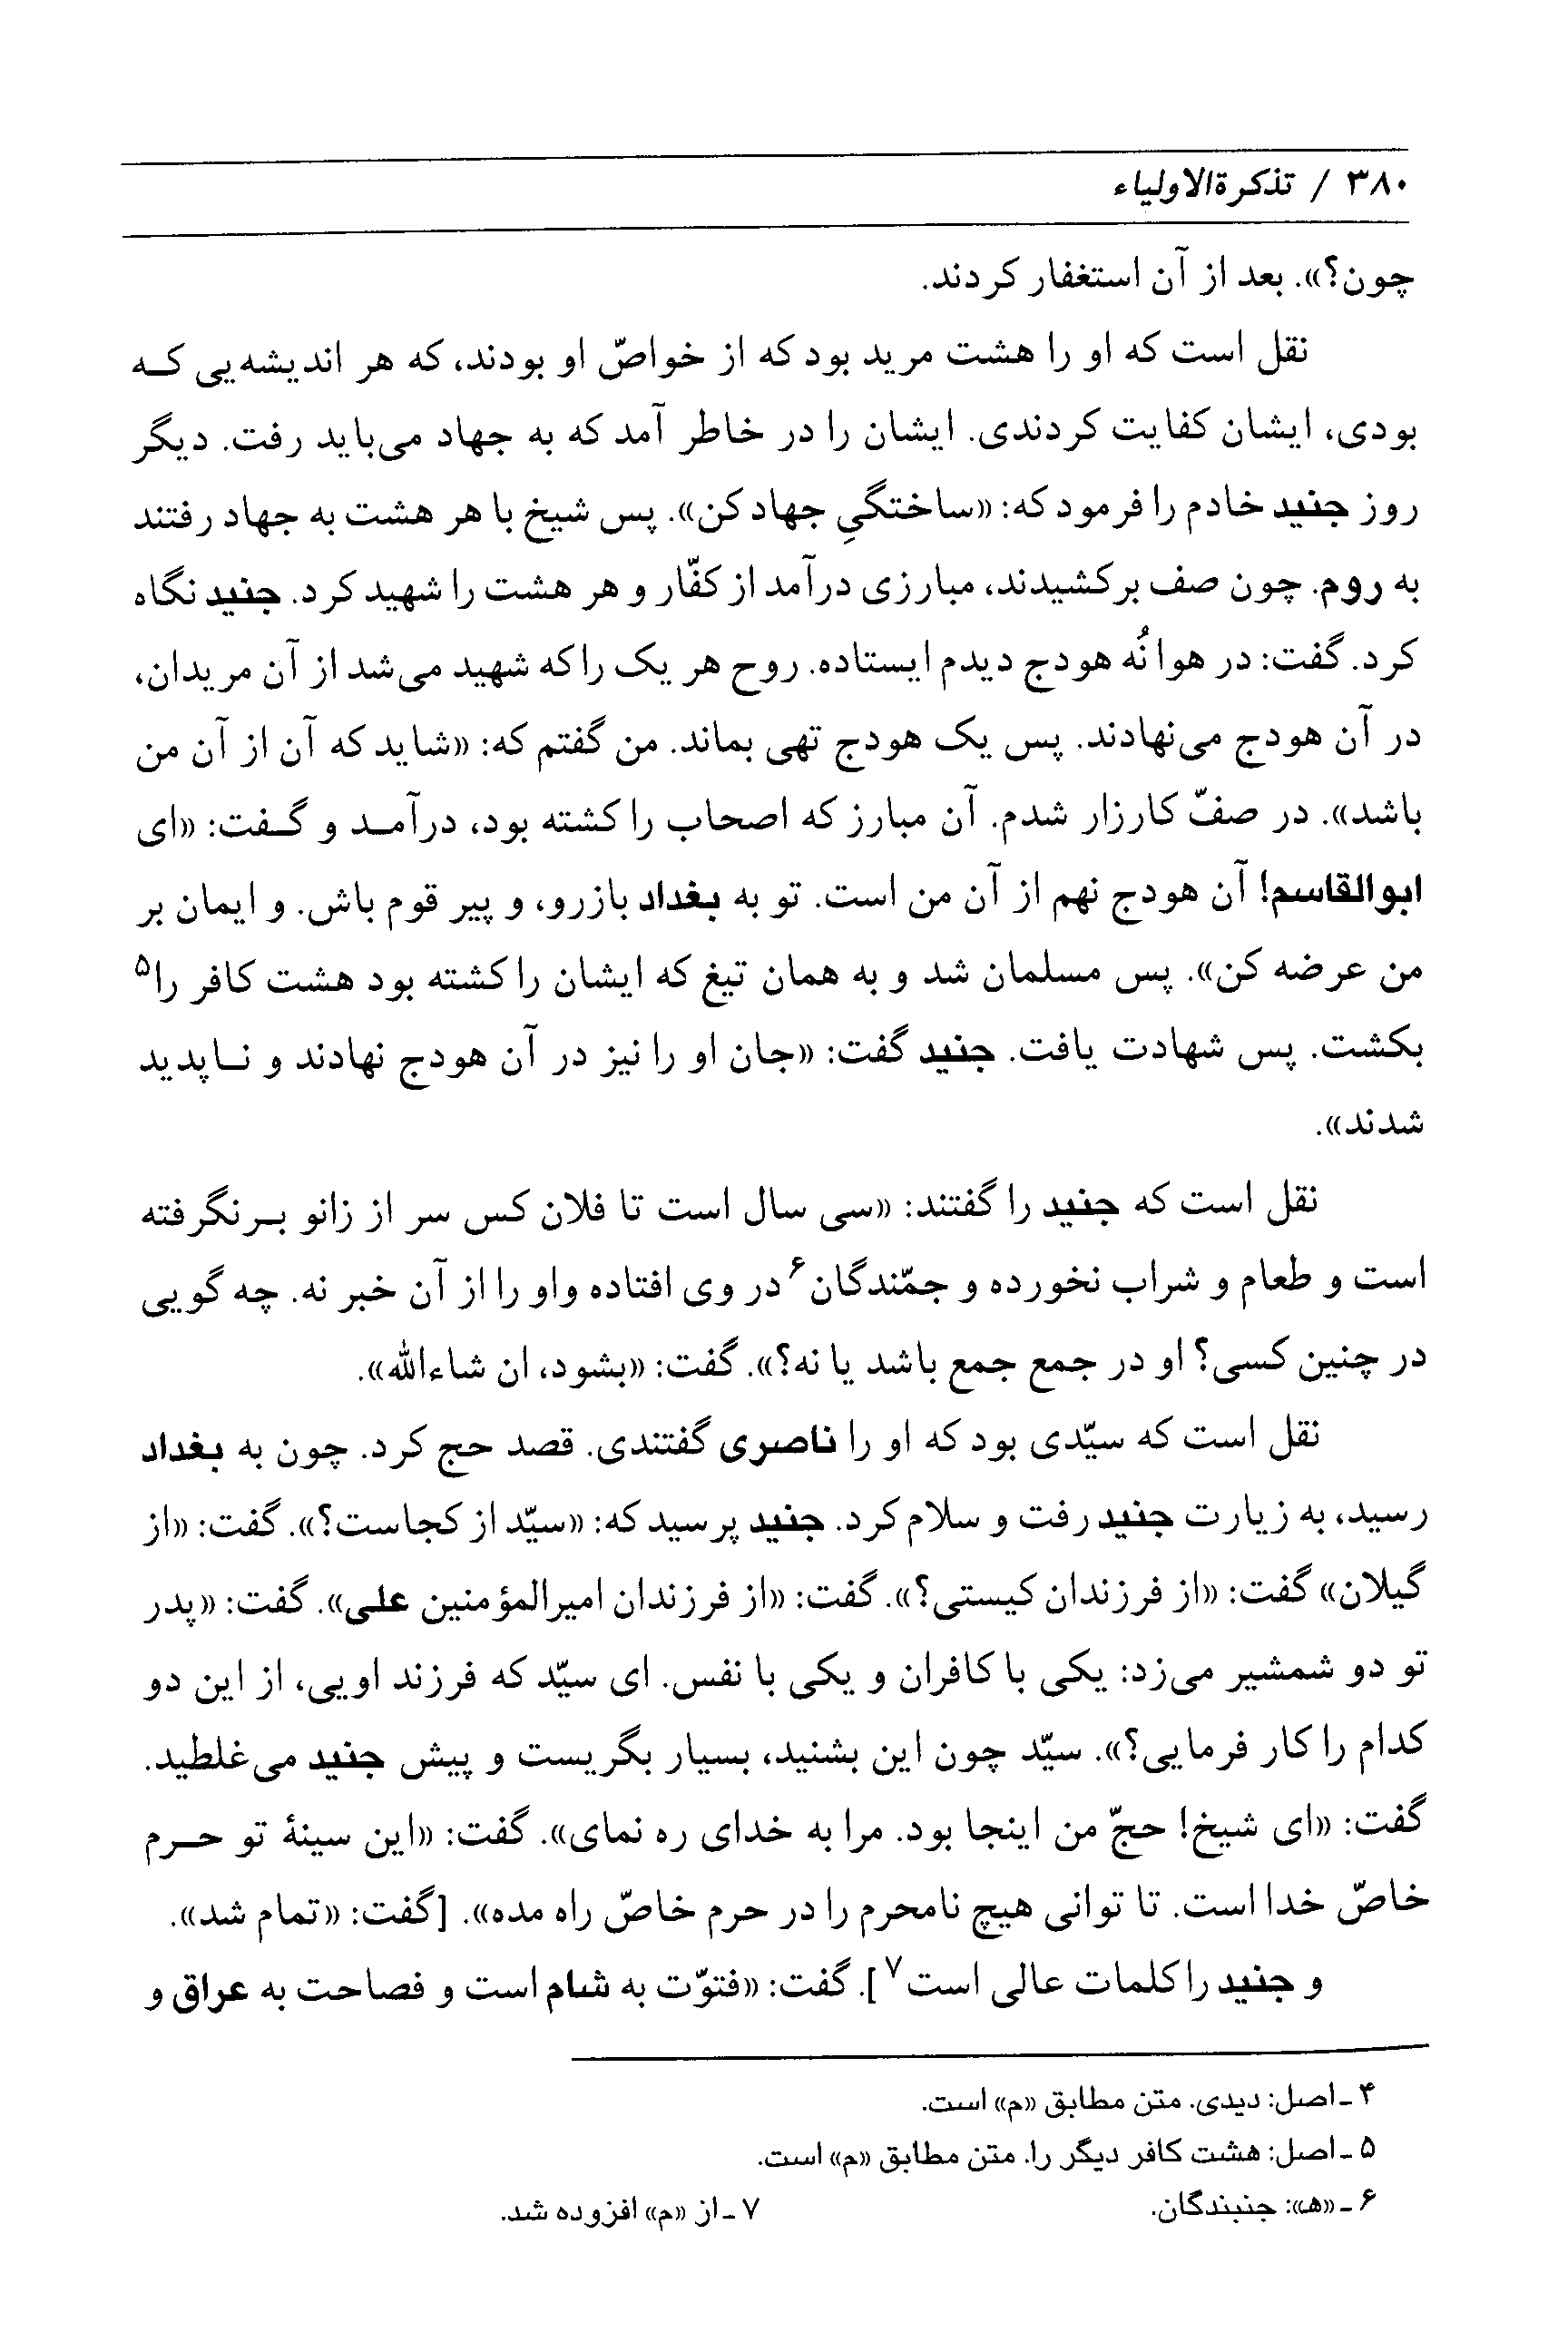 ۳۸۰ / تذکرةالاولیاء
چون؟». بعد از آن استغفار کردند.
نقل است که او را هشت مرید بود که از خواصّ او بودند، که هر اندیشه‌یی که
بودی، ایشان کفایت کردندی. ایشان را در خاطر آمد که به جهاد می‌باید رفت. دیگر
روز جنید خادم را فرمود که: «ساختگیِ جهاد کن». پس شیخ با هر هشت به جهاد رفتند
به روم. چون صف برکشیدند، مبارزی درآمد از کفّار و هر هشت را شهید کرد. جنید نگاه
کرد. گفت: در هوا نُه هودج دیدم ایستاده. روح هر یک را که شهید می‌شد از آن مریدان،
در آن هودج می‌نهادند. پس یک هودج تهی بماند. من گفتم که: «شاید که آن از آن من
باشد». در صفّ کارزار شدم. آن مبارز که اصحاب را کشته بود، درآمد و گفت: «ای
ابوالقاسم! آن هودج نهم از آن من است. تو به بغداد بازرو، و پیر قوم باش. و ایمان بر
من عرضه کن». پس مسلمان شد و به همان تیغ که ایشان را کشته بود هشت کافر را۵
بکشت. پس شهادت یافت. جنید گفت: «جان او را نیز در آن هودج نهادند و ناپدید
شدند».
نقل است که جنید را گفتند: «سی سال است تا فلان کس سر از زانو برنگرفته
است و طعام و شراب نخورده و جمّندگان۶ در وی افتاده واو را از آن خبر نه. چه گویی
در چنین کسی؟ او در جمع جمع باشد یا نه؟». گفت: «بشود، ان شاءالله».
نقل است که سیّدی بود که او را ناصری گفتندی. قصد حج کرد. چون به بغداد
رسید، به زیارت جنید رفت و سلام کرد. جنید پرسید که: «سیّد از کجاست؟». گفت: «از
گیلان» گفت: «از فرزندان کیستی؟». گفت: «از فرزندان امیرالمؤمنین علی». گفت: «پدر
تو دو شمشیر می‌زد: یکی با کافران و یکی با نفس. ای سیّد که فرزند اویی، از این دو
کدام را کار فرمایی؟». سیّد چون این بشنید، بسیار بگریست و پیش جنید می‌غلطید.
گفت: «ای شیخ! حجّ من اینجا بود. مرا به خدای ره نمای». گفت: «این سینهٔ تو حرم
خاصّ خدا است. تا توانی هیچ نامحرم را در حرم خاصّ راه مده». [گفت: «تمام شد».
و جنید را کلمات عالی است۷]. گفت: «فتوّت به شام است و فصاحت به عراق و
۴ ـ اصل: دیدی. متن مطابق «م» است.
۵ ـ اصل: هشت کافر دیگر را. متن مطابق «م» است.
۶ ـ «هـ»: جنبندگان. ۷ ـ از «م» افزوده شد.